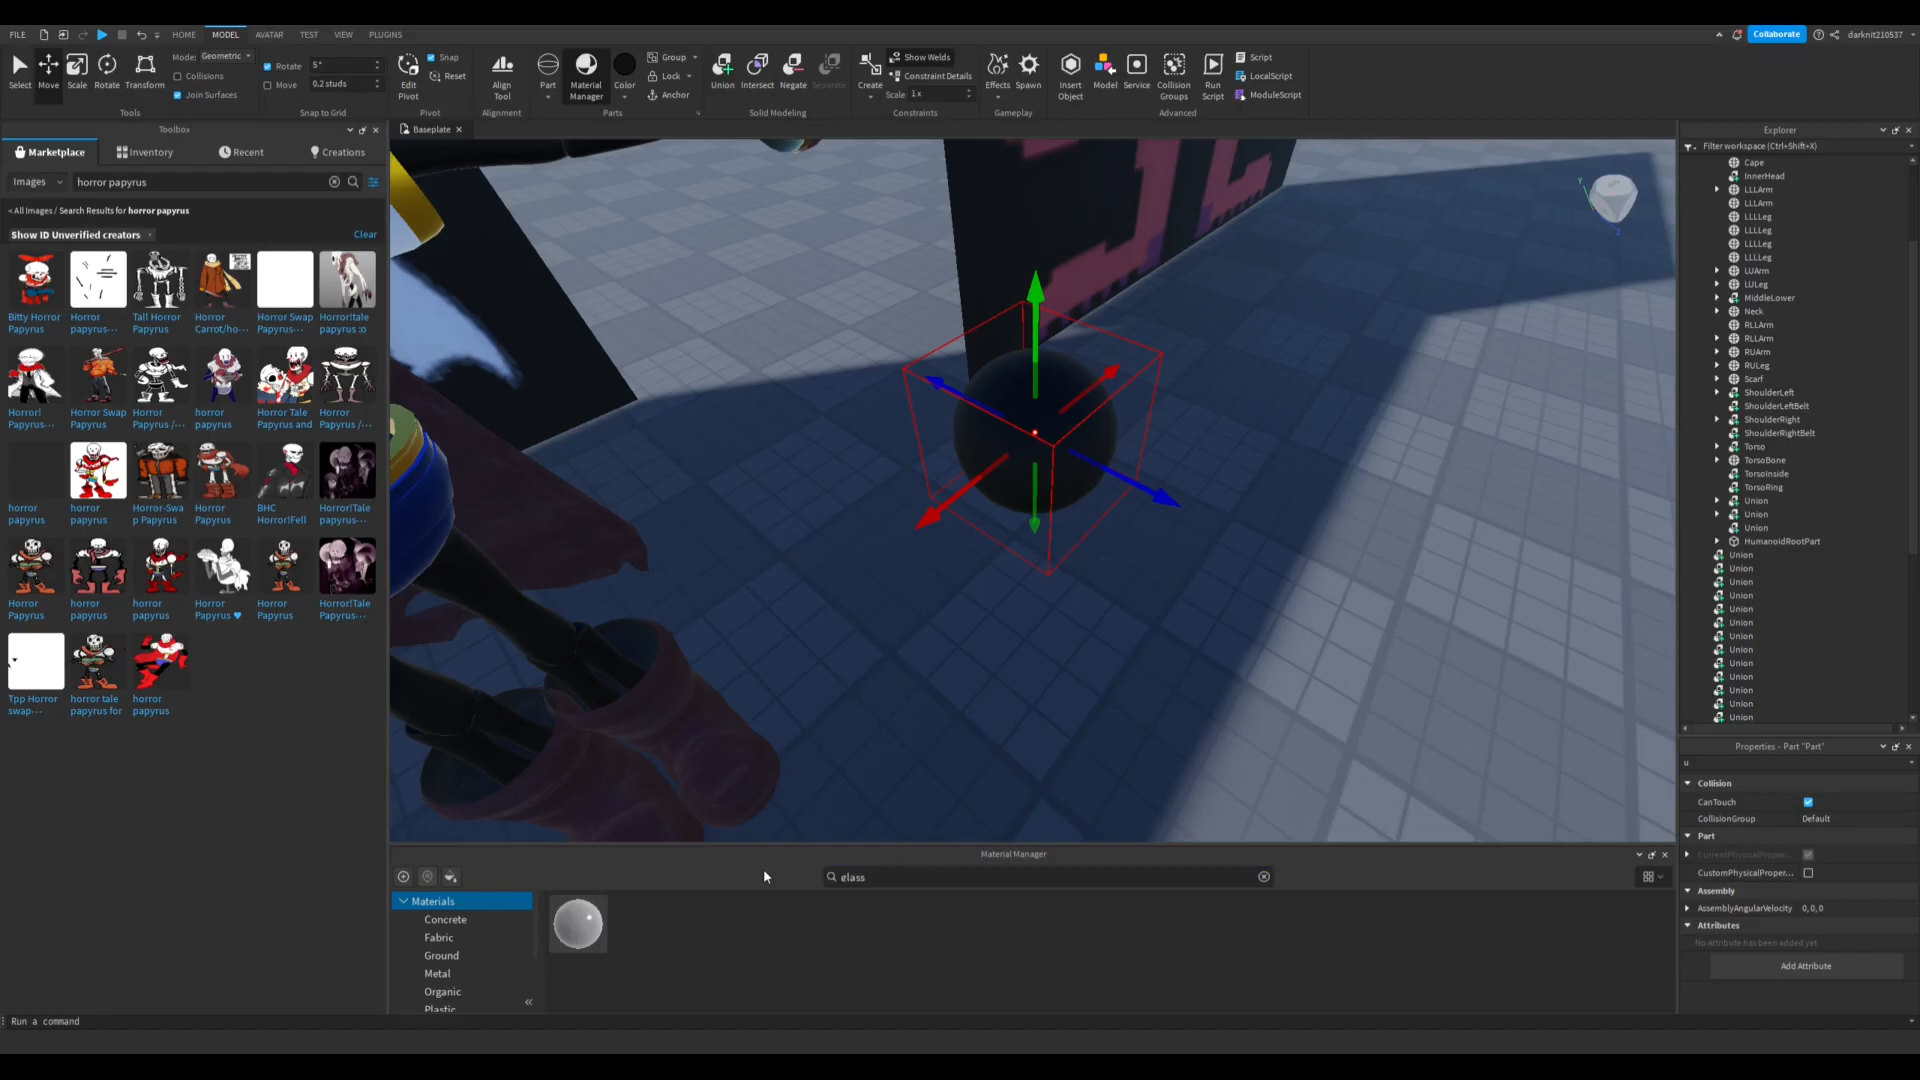 FILE HOME MODEL AVATAR TEST VIEW PLUGINS Collaborate darknit210537
Mode: Geometric Rotate 5° Snap Group Show Welds Script
Collisions Move 0.2 studs Reset Lock Constraint Details LocalScript
Join Surfaces Anchor Scale 1 x ModuleScript
Select Move Scale Rotate Transform Edit Pivot Align Tool Part Material Manager Color Union Intersect Negate Separate Create Effects Spawn Insert Object Model Service Collision Groups Run Script
Tools Snap to Grid Pivot Alignment Parts Solid Modeling Constraints Gameplay Advanced
Toolbox
Marketplace Inventory Recent Creations
Images horror papyrus
< All Images / Search Results for horror papyrus
Show ID Unverified creators Clear
Bitty Horror Papyrus
Horror papyrus...
Tall Horror Papyrus
Horror Carrot/ho...
Horror Swap Papyrus...
Horror!tale papyrus :o
Horror! Papyrus...
Horror Swap Papyrus
Horror Papyrus /...
horror papyrus
Horror Tale Papyrus and
Horror Papyrus /...
horror papyrus
horror papyrus
Horror-Swa p Papyrus
Horror Papyrus
BHC Horror!Fell
Horror!Tale papyrus...
Horror Papyrus
horror papyrus
horror papyrus
Horror Papyrus ♥
Horror Papyrus
Horror!Tale Papyrus...
Tpp Horror swap...
horror tale papyrus for
horror papyrus
Baseplate
Y
Z
Material Manager
glass
Materials
Concrete
Fabric
Ground
Metal
Organic
Plastic
Run a command
Explorer
Filter workspace (Ctrl+Shift+X)
Cape
InnerHead
LLLArm
LLLArm
LLLLeg
LLLLeg
LLLLeg
LLLLeg
LUArm
LULeg
MiddleLower
Neck
RLLArm
RLLArm
RUArm
RULeg
Scarf
ShoulderLeft
ShoulderLeftBelt
ShoulderRight
ShoulderRightBelt
Torso
TorsoBone
TorsoInside
TorsoRing
Union
Union
Union
HumanoidRootPart
Union
Union
Union
Union
Union
Union
Union
Union
Union
Union
Union
Union
Union
Properties - Part "Part"
u
Collision
CanTouch
CollisionGroup Default
Part
CurrentPhysicalProper...
CustomPhysicalProper...
Assembly
AssemblyAngularVelocity 0, 0, 0
Attributes
No Attribute has been added yet
Add Attribute